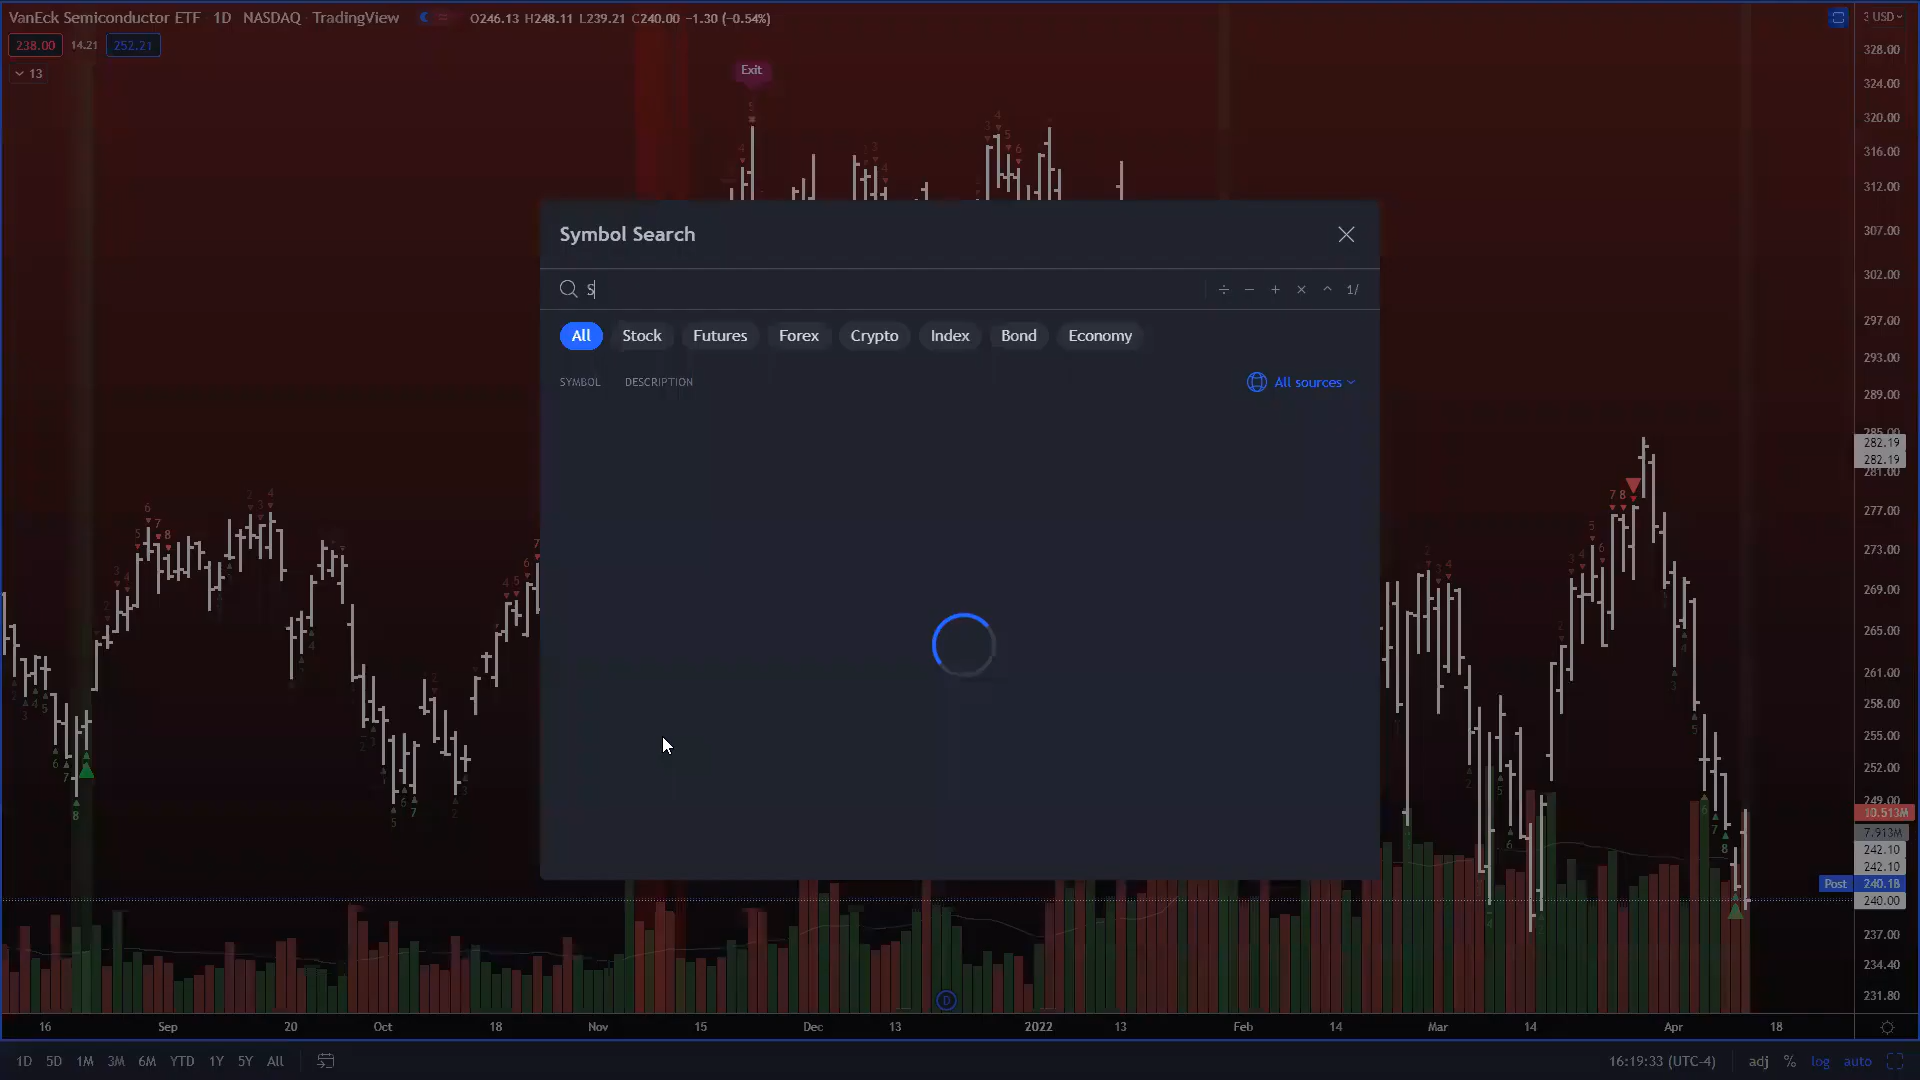 VanEck Semiconductor ETF 1D NASDAQ TradingView O246.13 H248.11 L239.21 C240.00 −1.30 (−0.54%)
3 USD
238.00 14.21 252.21
13
Exit
Symbol Search
S
÷ − + × ^ 1/
All Stock Futures Forex Crypto Index Bond Economy
SYMBOL DESCRIPTION All sources
328.00
324.00
320.00
316.00
312.00
307.00
302.00
297.00
293.00
289.00
285.00
282.19
282.19
281.00
277.00
273.00
269.00
265.00
261.00
258.00
255.00
252.00
249.00
10.513M
7.913M
242.10
242.10
Post 240.18
240.00
237.00
234.40
231.80
D
16 Sep 20 Oct 18 Nov 15 Dec 13 2022 13 Feb 14 Mar 14 Apr 18
1D 5D 1M 3M 6M YTD 1Y 5Y All 16:19:33 (UTC-4) adj % log auto